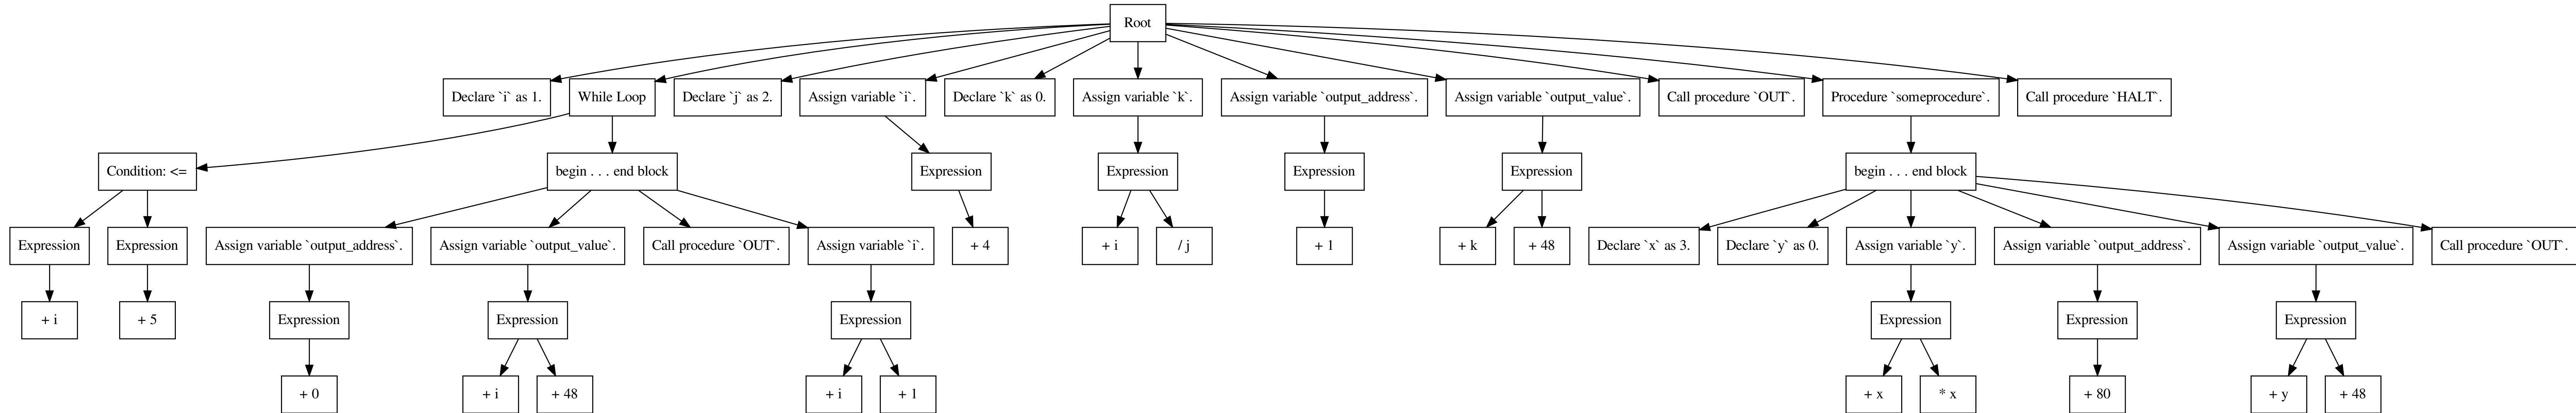 Root
Declare `i` as 1.
While Loop
Declare `j` as 2.
Assign variable `i`.
Declare `k` as 0.
Assign variable `k`.
Assign variable `output_address`.
Assign variable `output_value`.
Call procedure `OUT`.
Procedure `someprocedure`.
Call procedure `HALT`.
Condition: <=
begin . . . end block
Expression
Expression
Expression
Expression
begin . . . end block
Expression
Expression
Assign variable `output_address`.
Assign variable `output_value`.
Call procedure `OUT`.
Assign variable `i`.
+ 4
+ i
/ j
+ 1
+ k
+ 48
Declare `x` as 3.
Declare `y` as 0.
Assign variable `y`.
Assign variable `output_address`.
Assign variable `output_value`.
Call procedure `OUT`.
+ i
+ 5
Expression
Expression
Expression
Expression
Expression
Expression
+ 0
+ i
+ 48
+ i
+ 1
+ x
* x
+ 80
+ y
+ 48